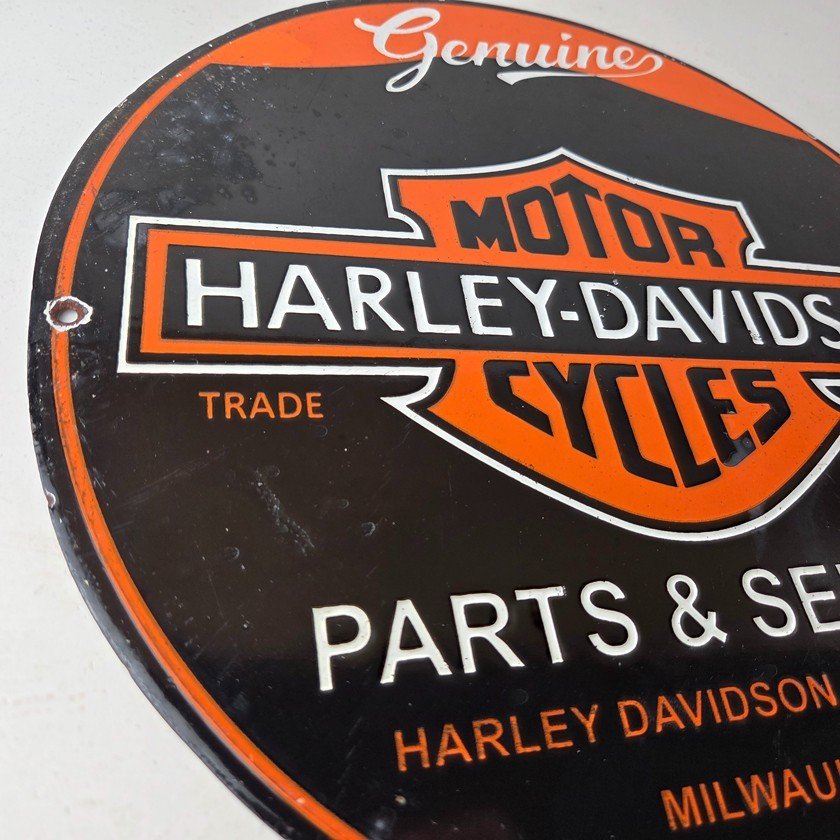 Genuine
MOTOR
HARLEY-DAVIDS
CYCLES
TRADE
PARTS & SE
HARLEY DAVIDSON
MILWAU